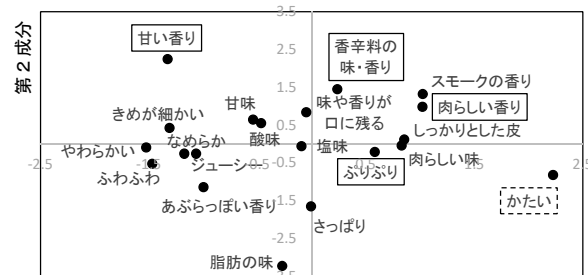 3.5
第2成分
甘い香り
香辛料の
味・香り
2.5
スモークの香り
1.5
肉らしい香り
きめが細かい
甘味
味や香りが
口に残る
0.5
酸味
しっかりとした皮
なめらか
やわらかい
塩味
-2.5
-1.5
-0.5
0.5
1.5
2.5
ジューシー
肉らしい味
ふわふわ
ぷりぷり
-0.5
あぶらっぽい香り
かたい
-1.5
さっぱり
-2.5
脂肪の味
-3.5